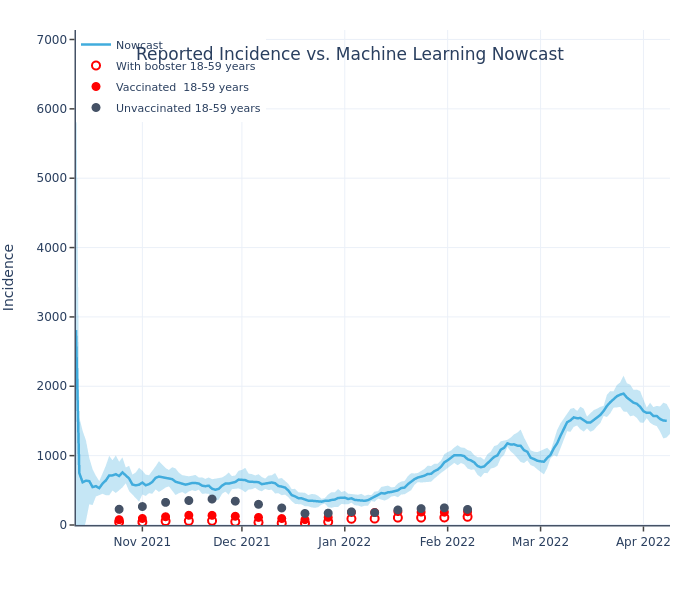 Reported Incidence vs. Machine Learning Nowcast
Nowcast
With booster 18-59 years
Vaccinated 18-59 years
Unvaccinated 18-59 years
Incidence
7000
6000
5000
4000
3000
2000
1000
0
Nov 2021
Dec 2021
Jan 2022
Feb 2022
Mar 2022
Apr 2022